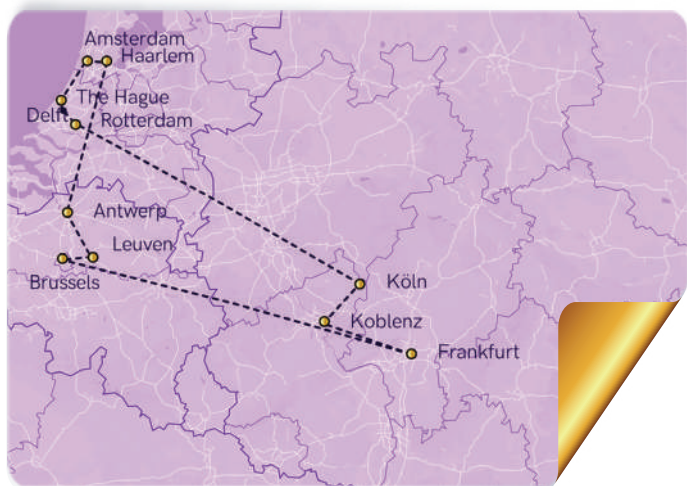 Amsterdam
Haarlem
The Hague
Delft
Rotterdam
Antwerp
Leuven
Brussels
Köln
Koblenz
Frankfurt